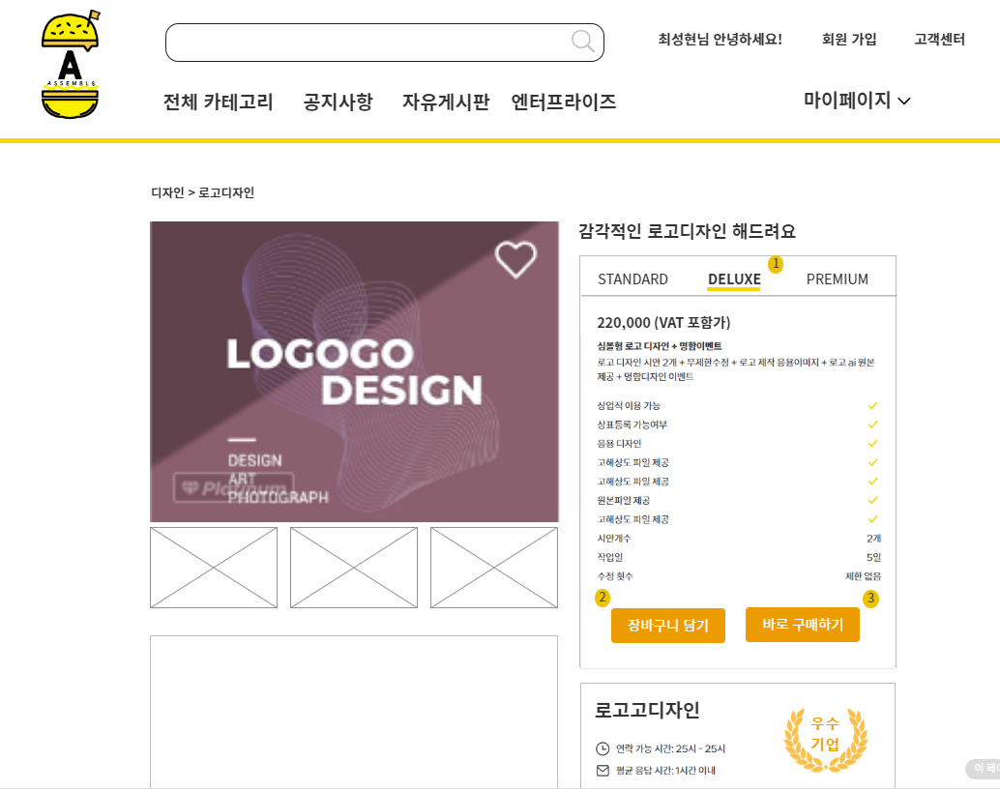 A
ASSEMBLE
최성현님 안녕하세요!
회원 가입
고객센터
전체 카테고리
공지사항
자유게시판
엔터프라이즈
마이페이지
디자인 > 로고디자인
LOGOGO
DESIGN
DESIGN
ART
Platinum
PHOTOGRAPH
감각적인 로고디자인 해드려요
1
STANDARD
DELUXE
PREMIUM
220,000 (VAT 포함가)
심볼형 로고 디자인 + 명함이벤트
로고 디자인 시안 2개 + 무제한수정 + 로고 제작 응용이미지 + 로고 ai 원본
제공 + 명함디자인 이벤트
상업적 이용 가능
상표등록 가능여부
응용 디자인
고해상도 파일 제공
고해상도 파일 제공
원본파일 제공
고해상도 파일 제공
시안개수 2개
작업일 5일
수정 횟수 제한 없음
2
3
장바구니 담기
바로 구매하기
로고고디자인
우수
기업
연락 가능 시간: 25시 - 25시
평균 응답 시간: 1시간 이내
이 페